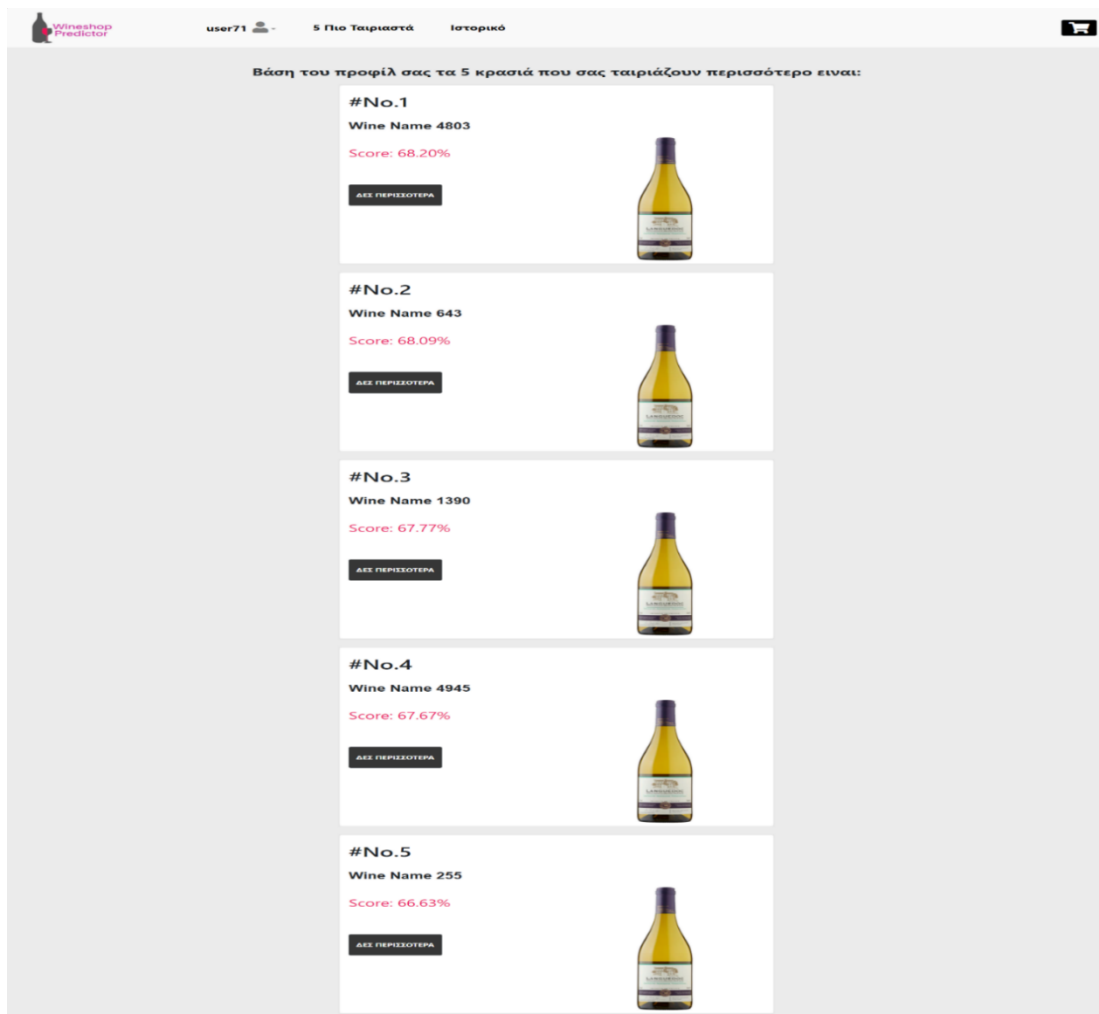 Wineshop
Predictor
user71
5 Πιο Ταιριαστά
Ιστορικό
Βάση του προφίλ σας τα 5 κρασιά που σας ταιριάζουν περισσότερο ειναι:
#No.1
Wine Name 4803
Score: 68.20%
ΔΕΣ ΠΕΡΙΣΣΟΤΕΡΑ
#No.2
Wine Name 643
Score: 68.09%
ΔΕΣ ΠΕΡΙΣΣΟΤΕΡΑ
#No.3
Wine Name 1390
Score: 67.77%
ΔΕΣ ΠΕΡΙΣΣΟΤΕΡΑ
#No.4
Wine Name 4945
Score: 67.67%
ΔΕΣ ΠΕΡΙΣΣΟΤΕΡΑ
#No.5
Wine Name 255
Score: 66.63%
ΔΕΣ ΠΕΡΙΣΣΟΤΕΡΑ